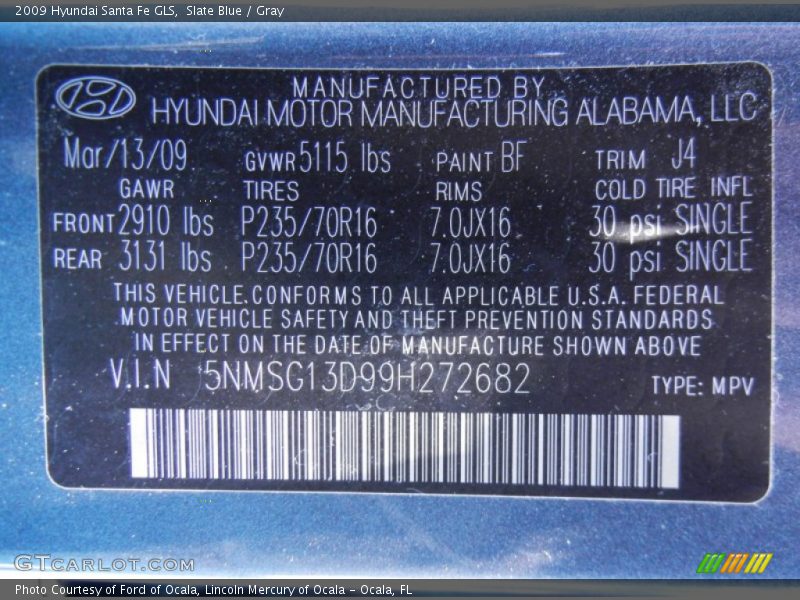 2009 Hyundai Santa Fe GLS, Slate Blue / Gray
MANUFACTURED BY
HYUNDAI MOTOR MANUFACTURING ALABAMA, LLC
Mar/13/09 GVWR5115 lbs PAINT BF TRIM J4
GAWR TIRES RIMS COLD TIRE INFL
FRONT2910 lbs P235/70R16 7.0JX16 30 psi SINGLE
REAR 3131 lbs P235/70R16 7.0JX16 30 psi SINGLE
THIS VEHICLE.CONFORMS TO ALL APPLICABLE U.S.A. FEDERAL
MOTOR VEHICLE SAFETY AND THEFT PREVENTION STANDARDS
IN EFFECT ON THE DATE OF MANUFACTURE SHOWN ABOVE
V.I.N 5NMSG13D99H272682 TYPE: MPV
GTCARLOT.COM
Photo Courtesy of Ford of Ocala, Lincoln Mercury of Ocala - Ocala, FL